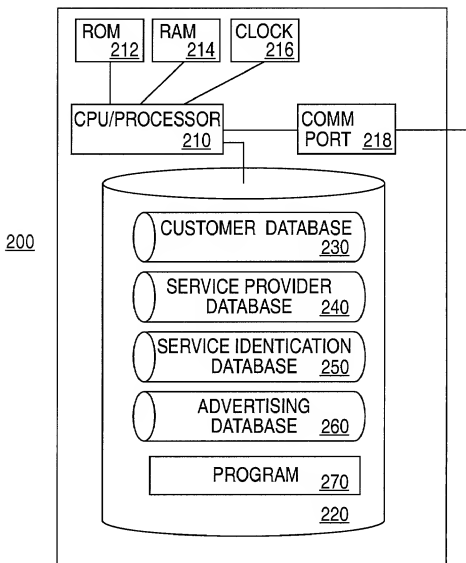 ROM
212
RAM
214
CLOCK
216
CPU/PROCESSOR
210
COMM
PORT 218
200
CUSTOMER DATABASE
230
SERVICE PROVIDER
DATABASE 240
SERVICE IDENTICATION
DATABASE 250
ADVERTISING
DATABASE 260
PROGRAM 270
220